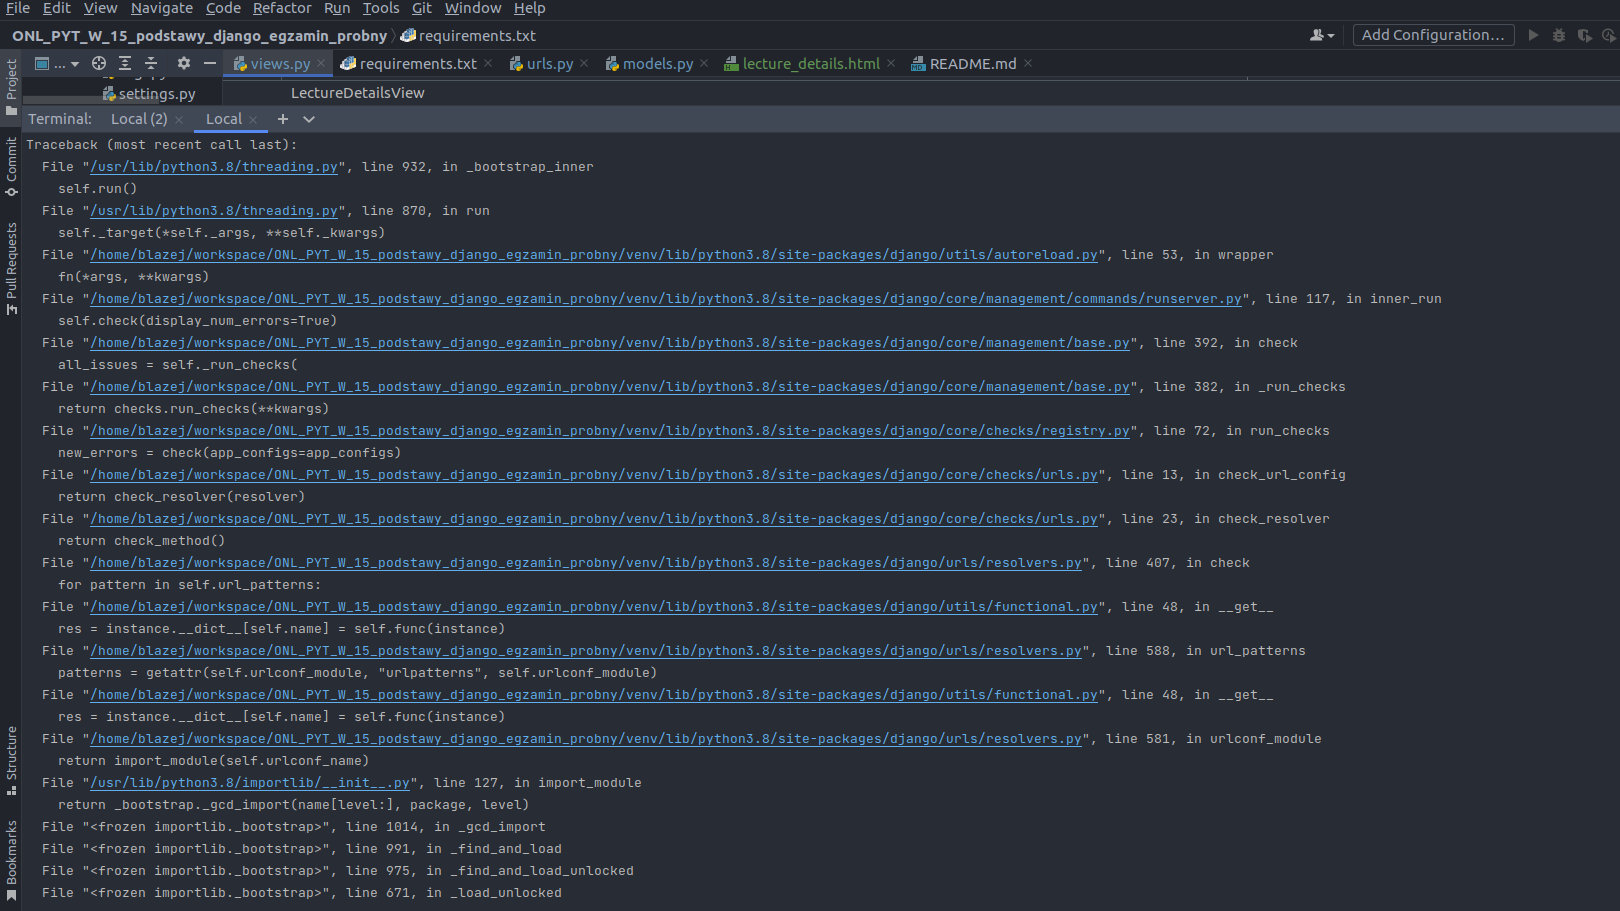 File Edit View Navigate Code Refactor Run Tools Git Window Help
ONL_PYT_W_15_podstawy_django_egzamin_probny requirements.txt Add Configuration...
Project ... views.py requirements.txt urls.py models.py lecture_details.html README.md
settings.py LectureDetailsView
Terminal: Local (2) Local
Commit
Pull Requests
Structure
Bookmarks
Traceback (most recent call last):
File "/usr/lib/python3.8/threading.py", line 932, in _bootstrap_inner
self.run()
File "/usr/lib/python3.8/threading.py", line 870, in run
self._target(*self._args, **self._kwargs)
File "/home/blazej/workspace/ONL_PYT_W_15_podstawy_django_egzamin_probny/venv/lib/python3.8/site-packages/django/utils/autoreload.py", line 53, in wrapper
fn(*args, **kwargs)
File "/home/blazej/workspace/ONL_PYT_W_15_podstawy_django_egzamin_probny/venv/lib/python3.8/site-packages/django/core/management/commands/runserver.py", line 117, in inner_run
self.check(display_num_errors=True)
File "/home/blazej/workspace/ONL_PYT_W_15_podstawy_django_egzamin_probny/venv/lib/python3.8/site-packages/django/core/management/base.py", line 392, in check
all_issues = self._run_checks(
File "/home/blazej/workspace/ONL_PYT_W_15_podstawy_django_egzamin_probny/venv/lib/python3.8/site-packages/django/core/management/base.py", line 382, in _run_checks
return checks.run_checks(**kwargs)
File "/home/blazej/workspace/ONL_PYT_W_15_podstawy_django_egzamin_probny/venv/lib/python3.8/site-packages/django/core/checks/registry.py", line 72, in run_checks
new_errors = check(app_configs=app_configs)
File "/home/blazej/workspace/ONL_PYT_W_15_podstawy_django_egzamin_probny/venv/lib/python3.8/site-packages/django/core/checks/urls.py", line 13, in check_url_config
return check_resolver(resolver)
File "/home/blazej/workspace/ONL_PYT_W_15_podstawy_django_egzamin_probny/venv/lib/python3.8/site-packages/django/core/checks/urls.py", line 23, in check_resolver
return check_method()
File "/home/blazej/workspace/ONL_PYT_W_15_podstawy_django_egzamin_probny/venv/lib/python3.8/site-packages/django/urls/resolvers.py", line 407, in check
for pattern in self.url_patterns:
File "/home/blazej/workspace/ONL_PYT_W_15_podstawy_django_egzamin_probny/venv/lib/python3.8/site-packages/django/utils/functional.py", line 48, in __get__
res = instance.__dict__[self.name] = self.func(instance)
File "/home/blazej/workspace/ONL_PYT_W_15_podstawy_django_egzamin_probny/venv/lib/python3.8/site-packages/django/urls/resolvers.py", line 588, in url_patterns
patterns = getattr(self.urlconf_module, "urlpatterns", self.urlconf_module)
File "/home/blazej/workspace/ONL_PYT_W_15_podstawy_django_egzamin_probny/venv/lib/python3.8/site-packages/django/utils/functional.py", line 48, in __get__
res = instance.__dict__[self.name] = self.func(instance)
File "/home/blazej/workspace/ONL_PYT_W_15_podstawy_django_egzamin_probny/venv/lib/python3.8/site-packages/django/urls/resolvers.py", line 581, in urlconf_module
return import_module(self.urlconf_name)
File "/usr/lib/python3.8/importlib/__init__.py", line 127, in import_module
return _bootstrap._gcd_import(name[level:], package, level)
File "<frozen importlib._bootstrap>", line 1014, in _gcd_import
File "<frozen importlib._bootstrap>", line 991, in _find_and_load
File "<frozen importlib._bootstrap>", line 975, in _find_and_load_unlocked
File "<frozen importlib._bootstrap>", line 671, in _load_unlocked